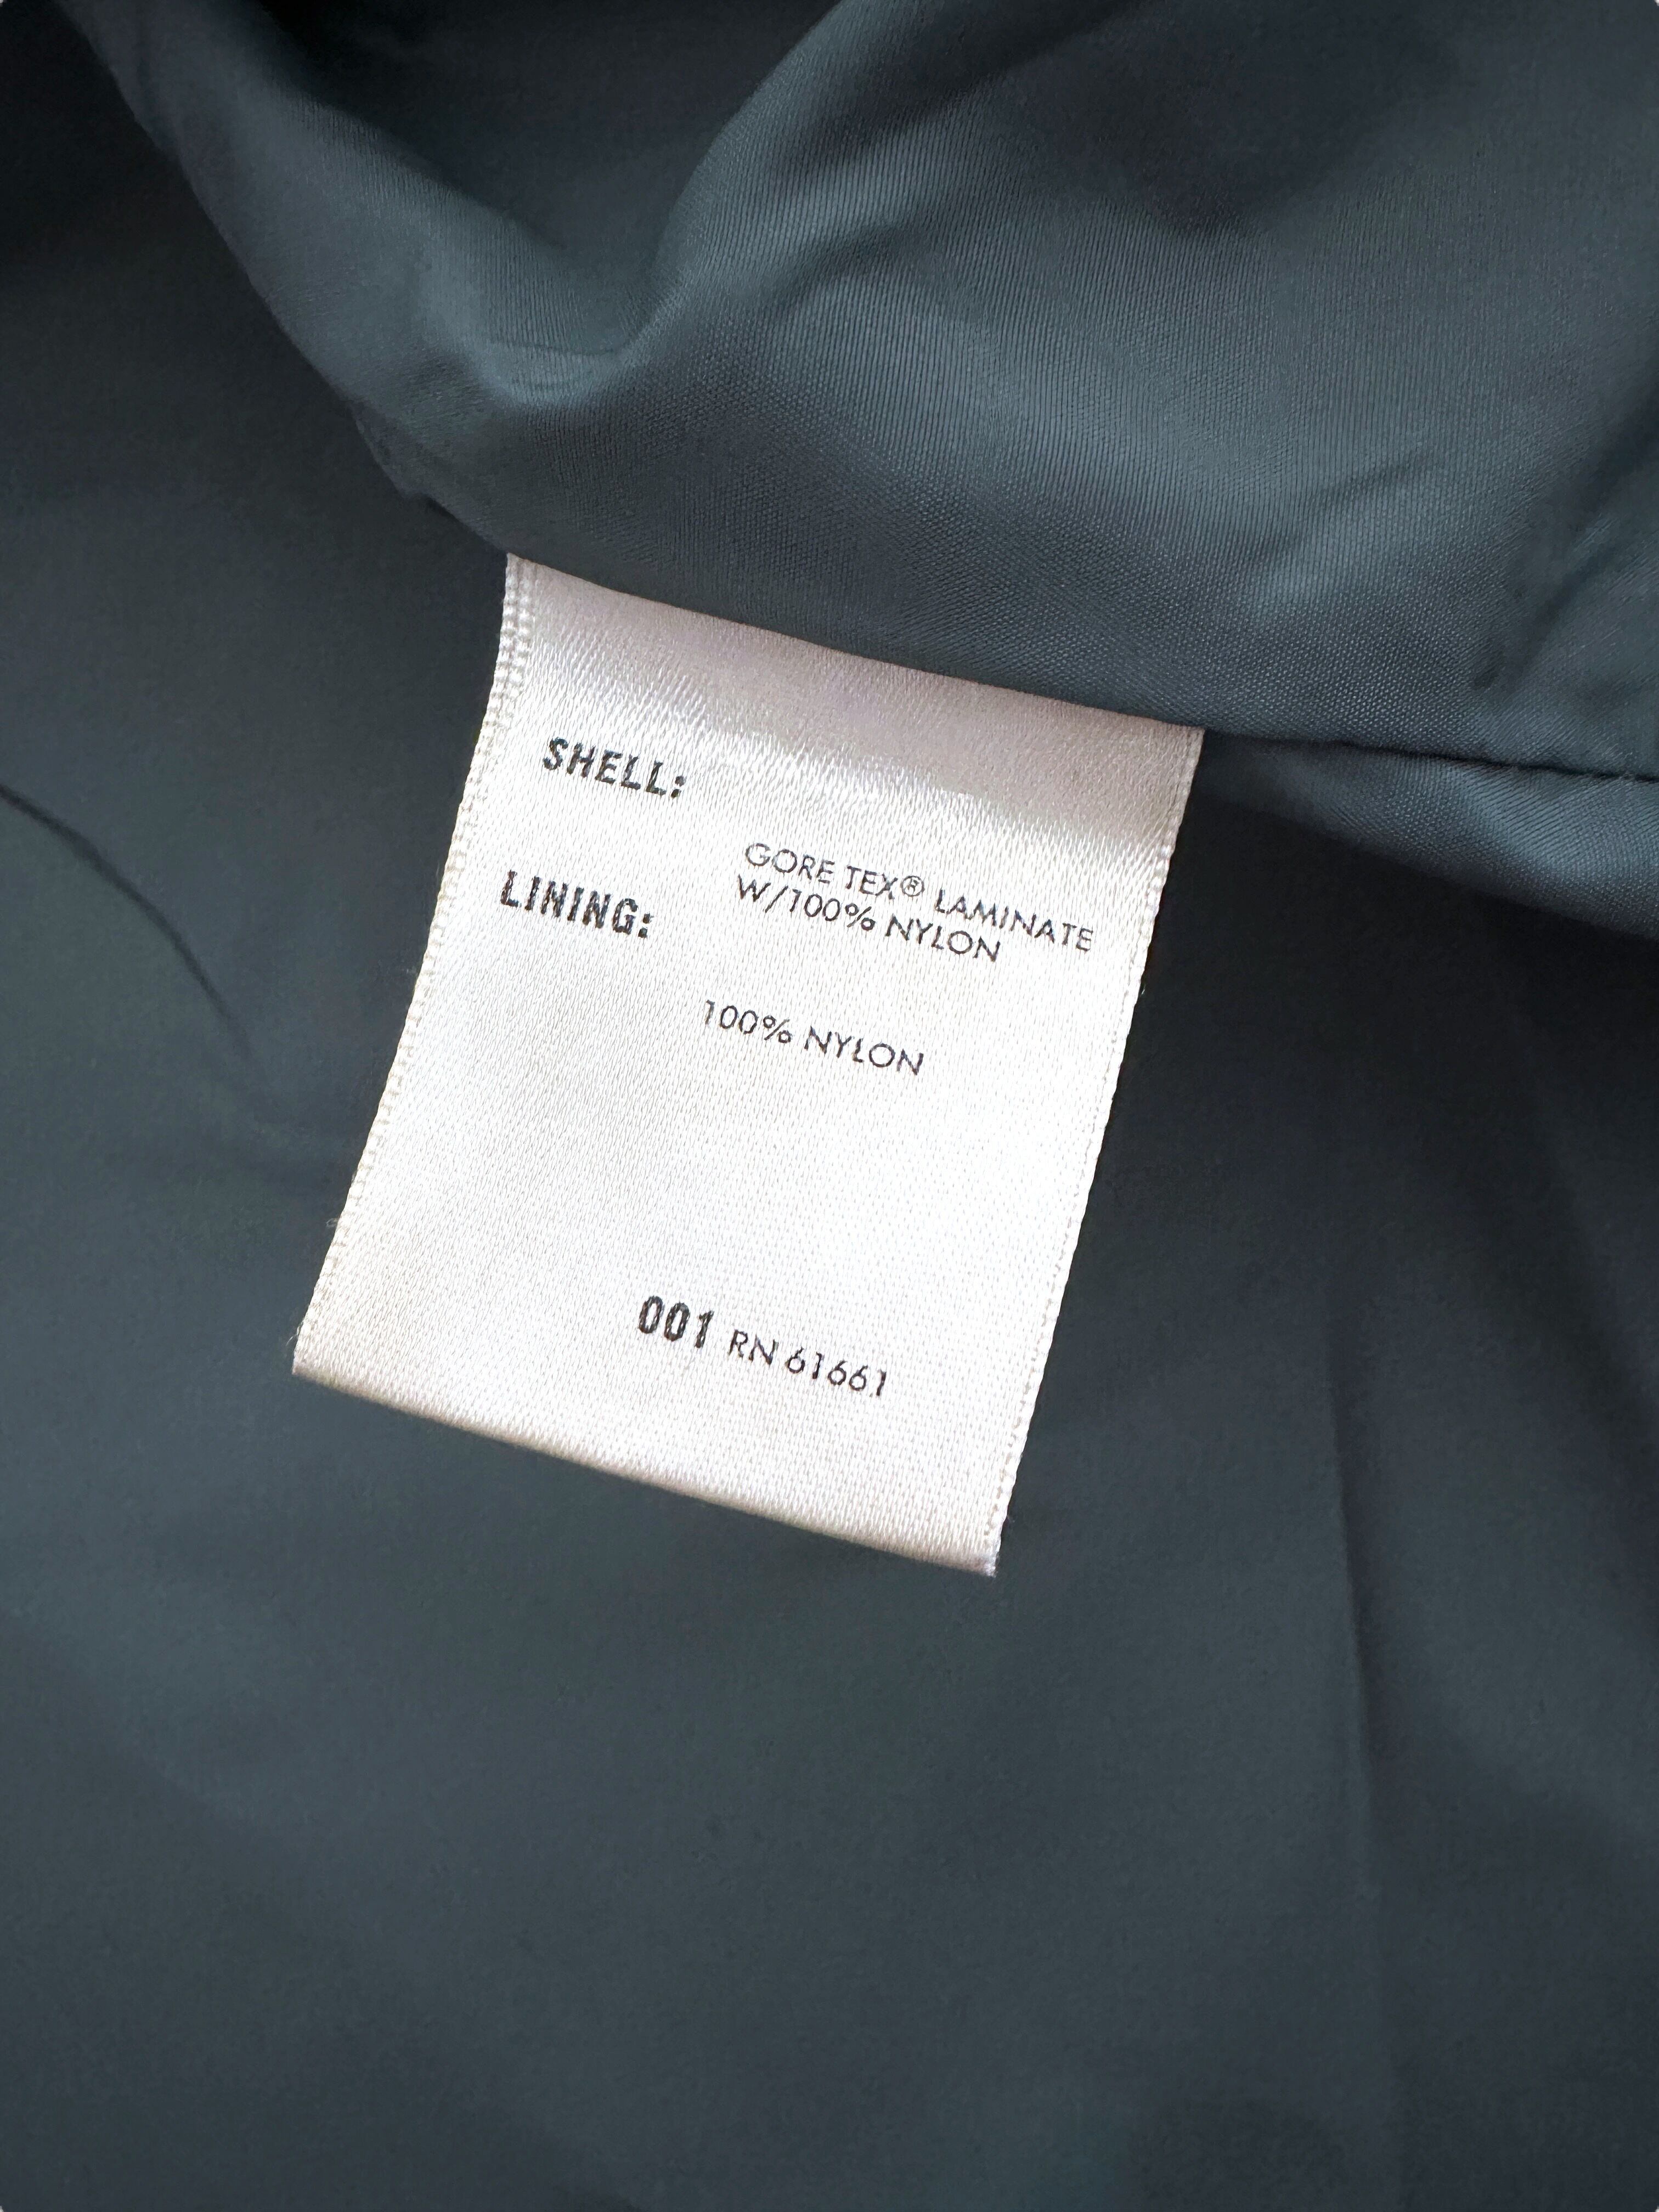 SHELL:
GORE TEX® LAMINATE
W/100% NYLON
LINING:
100% NYLON
001 RN 61661